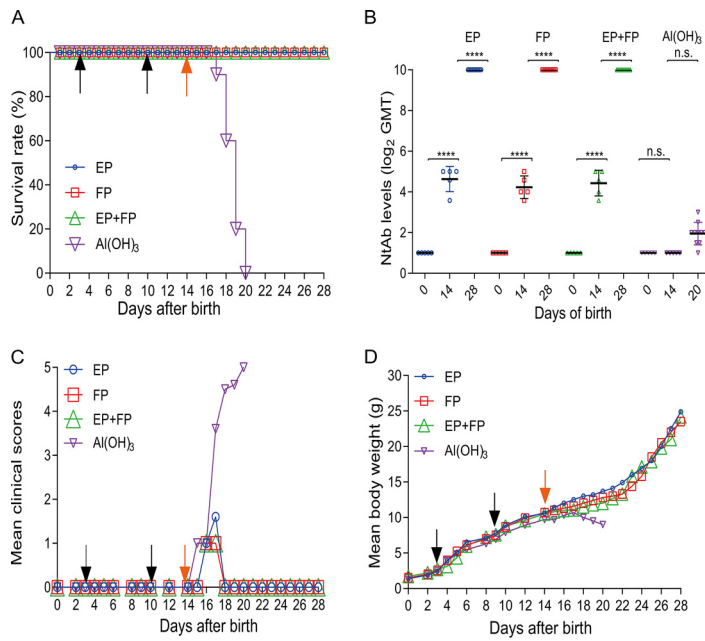 A
Survival rate (%)
100
80
60
40
20
0
EP
FP
EP+FP
Al(OH)3
0 2 4 6 8 10 12 14 16 18 20 22 24 26 28
Days after birth
B
EP FP EP+FP Al(OH)3
**** **** **** n.s.
**** **** **** n.s.
NtAb levels (log2 GMT)
10
8
6
4
2
0
0 14 28 0 14 28 0 14 28 0 14 20
Days of birth
C
Mean clinical scores
5
4
3
2
1
0
EP
FP
EP+FP
Al(OH)3
0 2 4 6 8 10 12 14 16 18 20 22 24 26 28
Days after birth
D
Mean body weight (g)
30
25
20
15
10
5
0
EP
FP
EP+FP
Al(OH)3
0 2 4 6 8 10 12 14 16 18 20 22 24 26 28
Days after birth